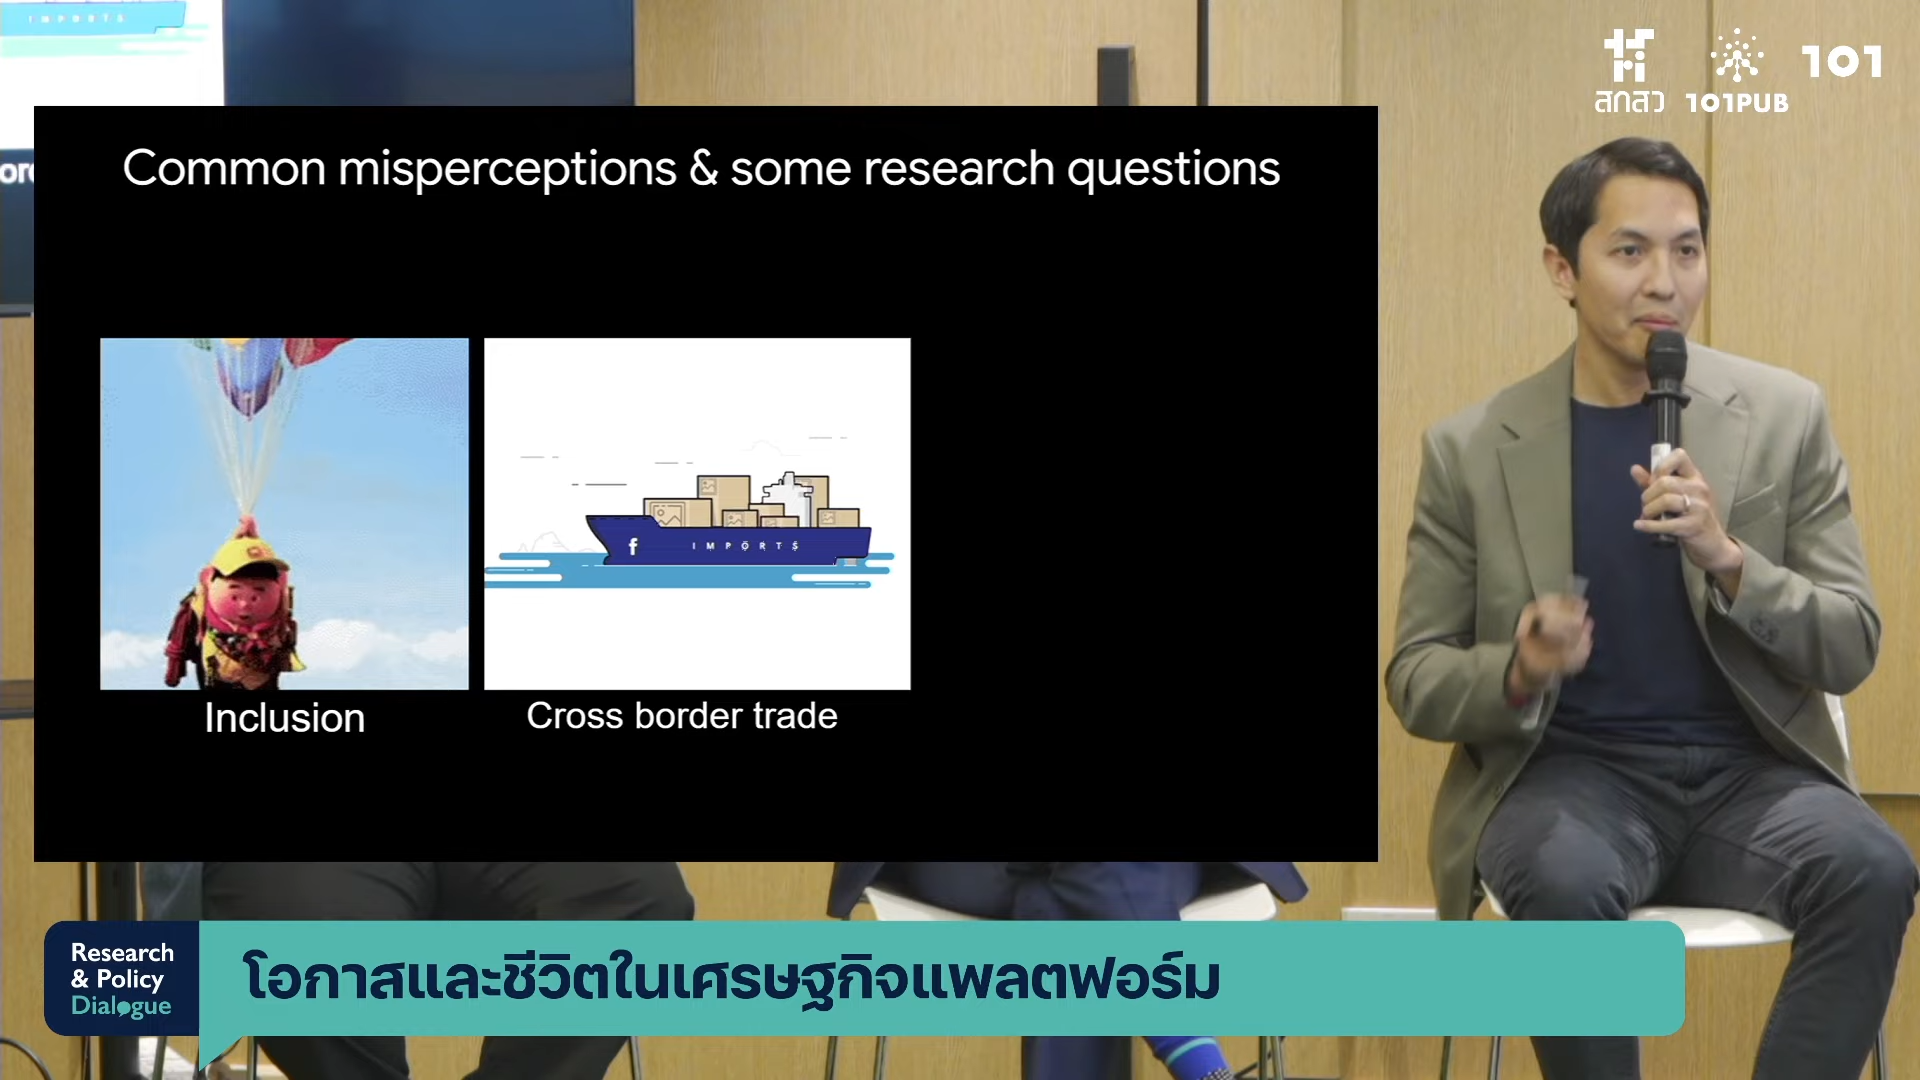 IMPORTS
สกสว
101PUB
101
Common misperceptions & some research questions
f
IMPORTS
Inclusion
Cross border trade
Research
& Policy
Dialogue
โอกาสและชีวิตในเศรษฐกิจแพลตฟอร์ม